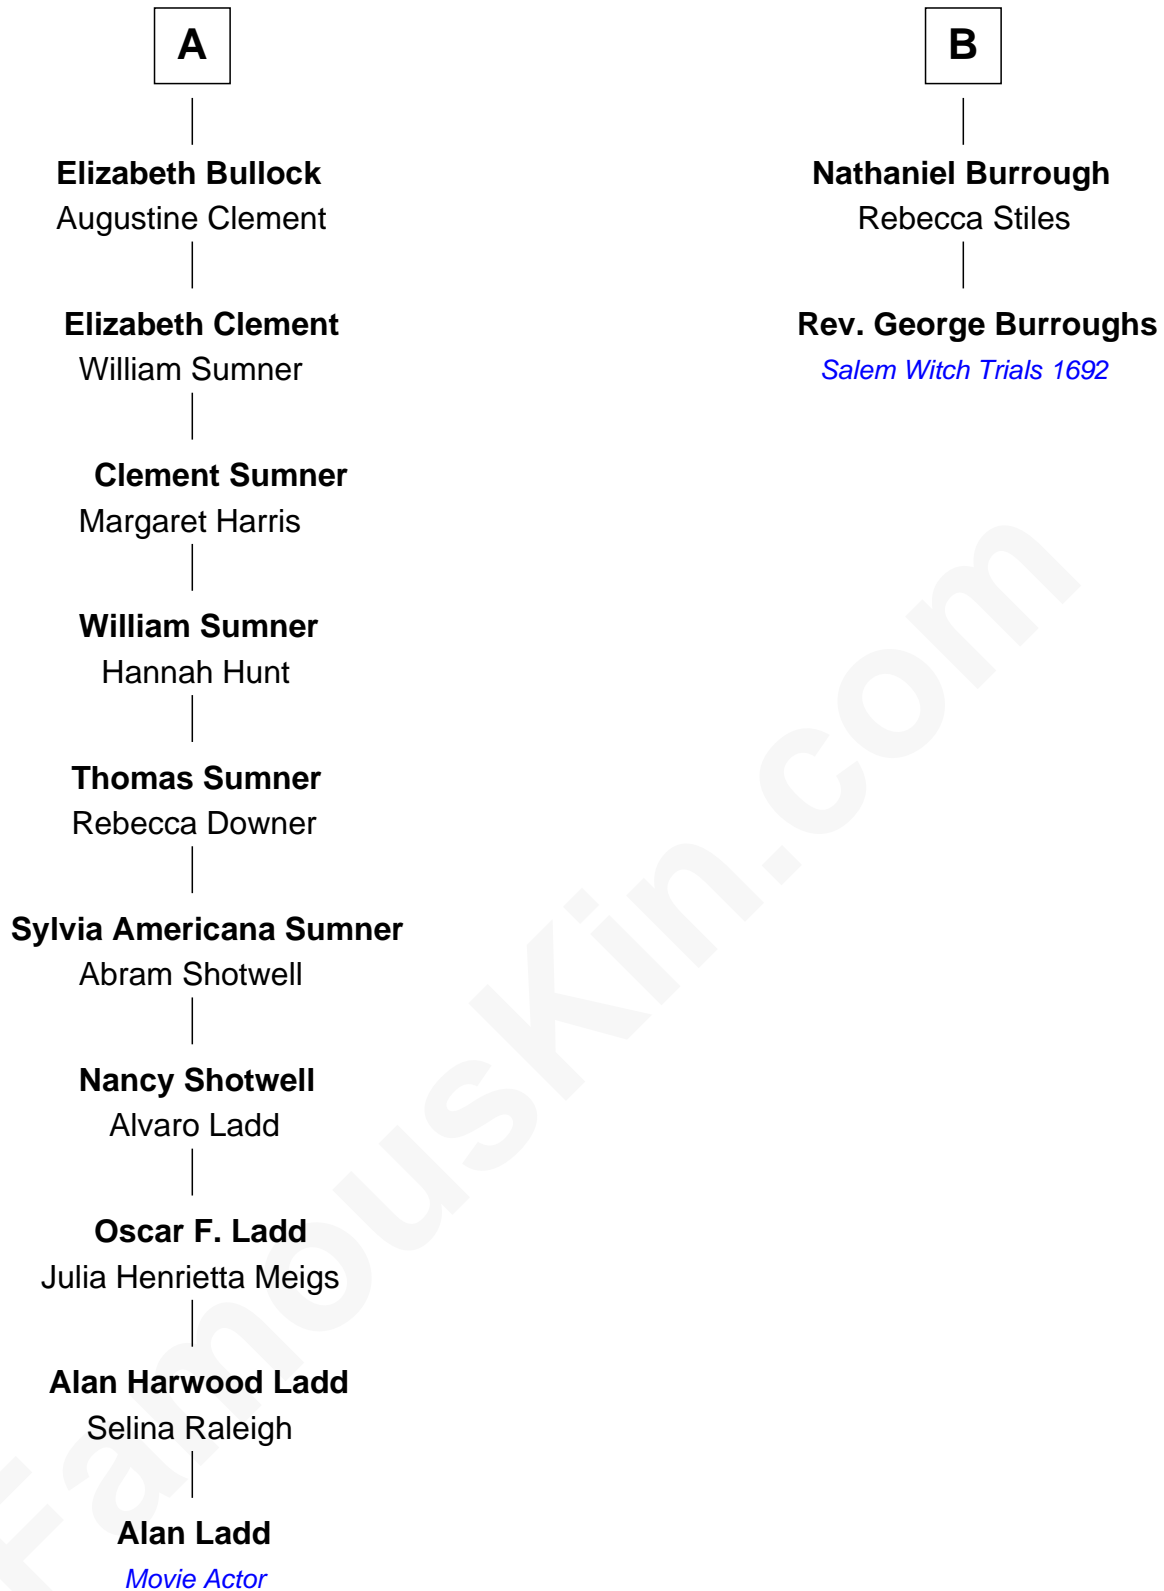 A
Elizabeth Bullock
Augustine Clement
Elizabeth Clement
William Sumner
Clement Sumner
Margaret Harris
William Sumner
Hannah Hunt
Thomas Sumner
Rebecca Downer
Sylvia Americana Sumner
Abram Shotwell
Nancy Shotwell
Alvaro Ladd
Oscar F. Ladd
Julia Henrietta Meigs
Alan Harwood Ladd
Selina Raleigh
Alan Ladd
Movie Actor
B
Nathaniel Burrough
Rebecca Stiles
Rev. George Burroughs
Salem Witch Trials 1692
FamousKin.com